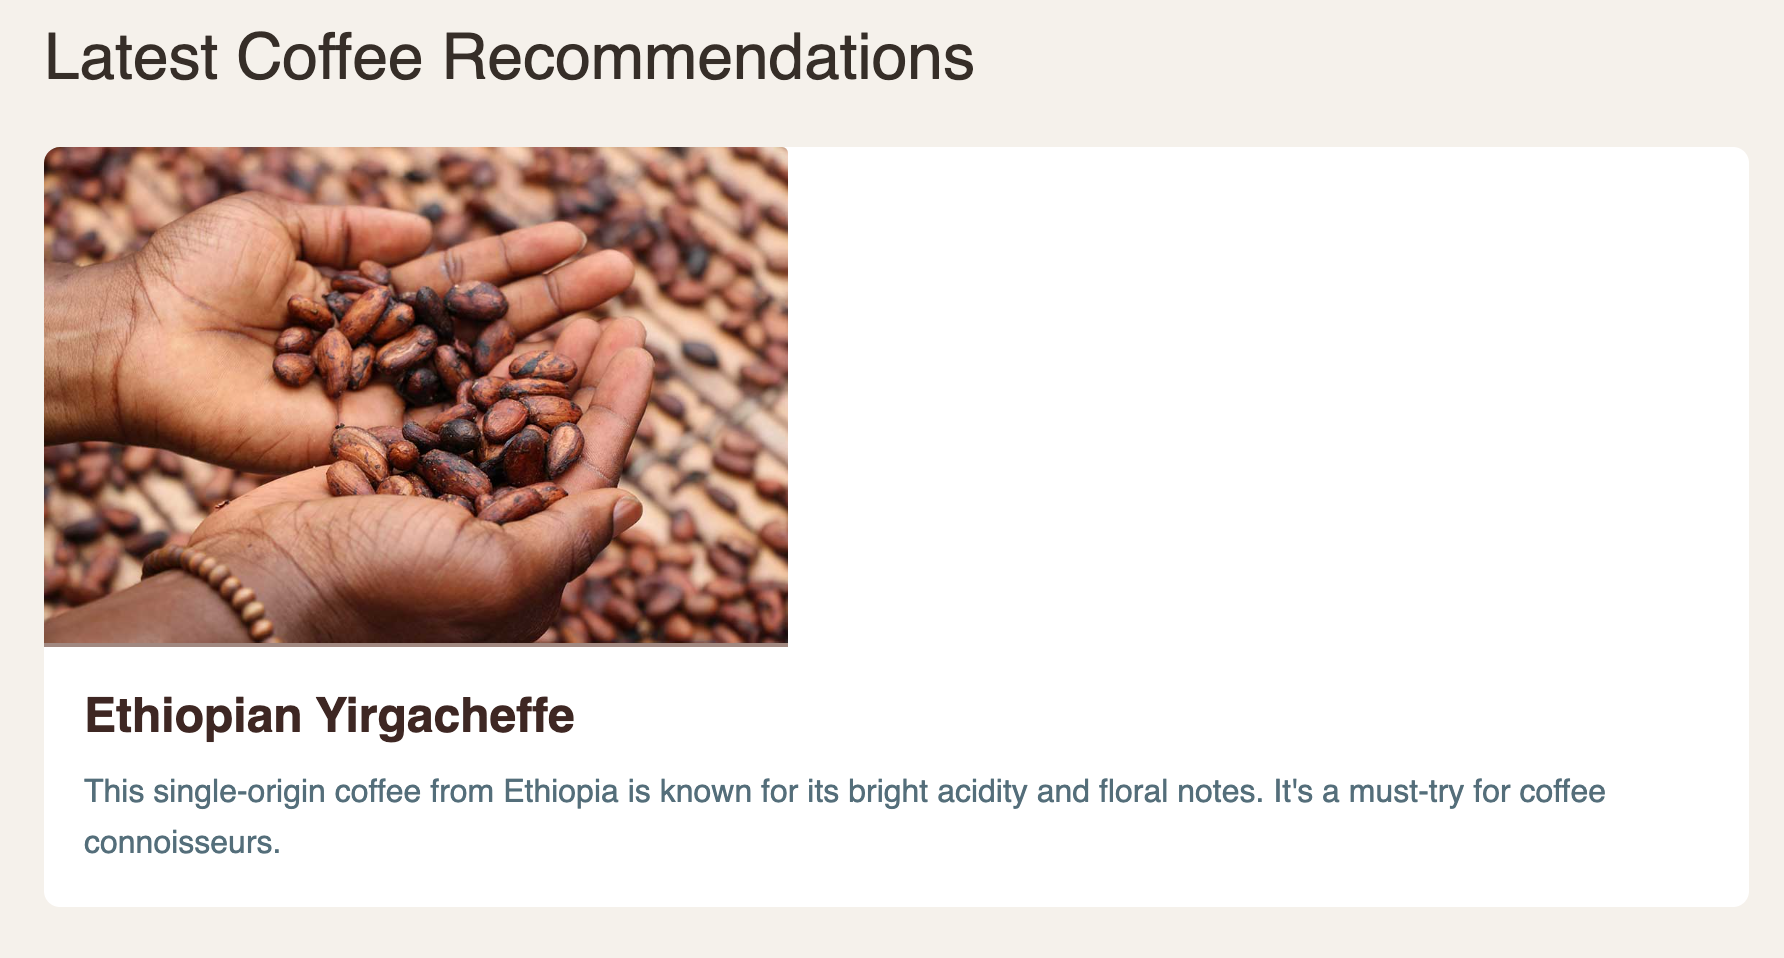 Latest Coffee Recommendations
Ethiopian Yirgacheffe
This single-origin coffee from Ethiopia is known for its bright acidity and floral notes. It's a must-try for coffee
connoisseurs.